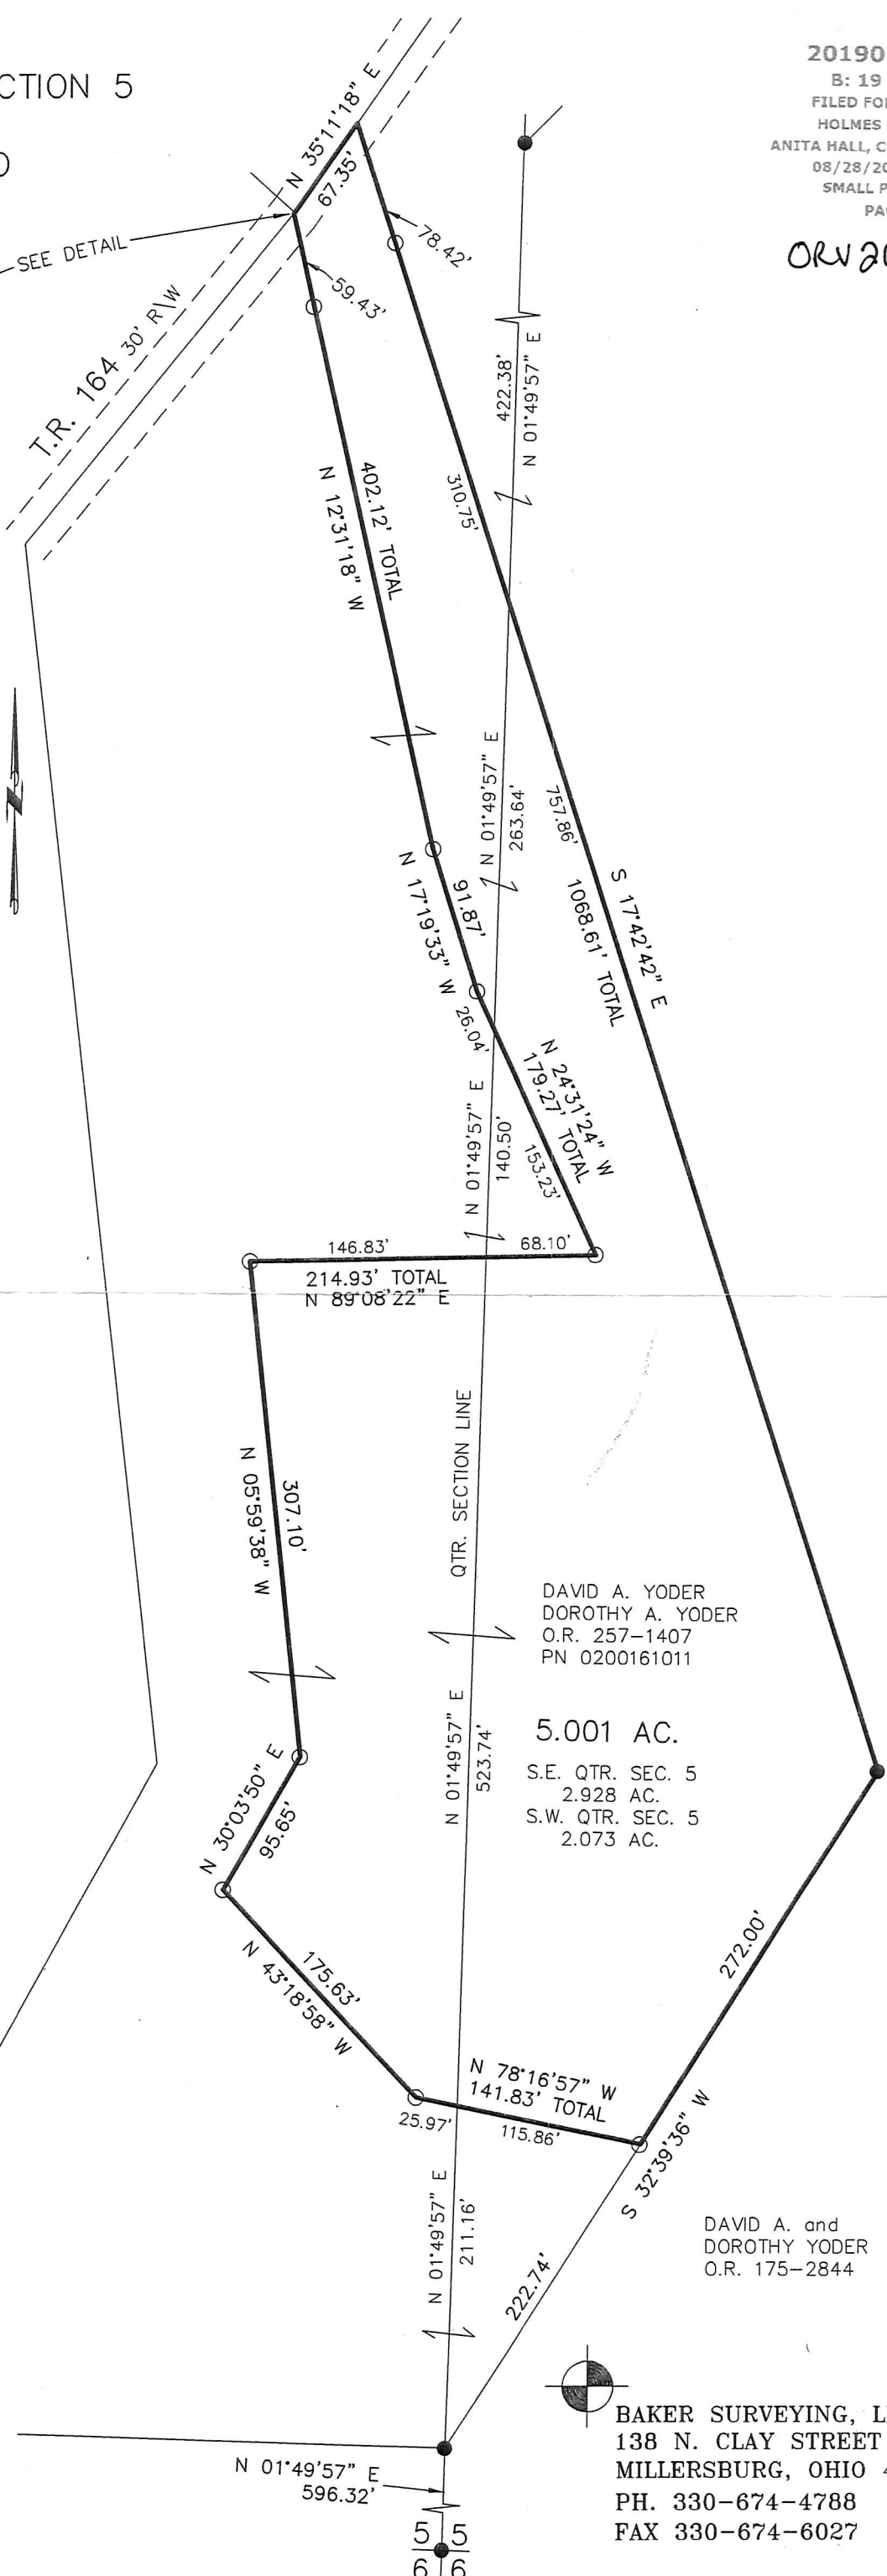 CTION 5
20190
B: 19
FILED FO
HOLMES
ANITA HALL, C
08/28/20
SMALL P
PA
ORV 20
SEE DETAIL
N 35°11'18" E
67.35'
78.42'
59.43'
T.R. 164 30' R\W
422.38'
N 01°49'57" E
402.12' TOTAL
N 12°31'18" W
310.75'
N
N 01°49'57" E
263.64'
757.86'
S 17°42'42" E
1068.61' TOTAL
91.87'
N 17°19'33" W
26.04'
N 24°31'24" W
179.27' TOTAL
153.23'
N 01°49'57" E
140.50'
146.83'
68.10'
214.93' TOTAL
N 89°08'22" E
QTR. SECTION LINE
307.10'
N 05°59'38" W
DAVID A. YODER
DOROTHY A. YODER
O.R. 257-1407
PN 0200161011
N 01°49'57" E
523.74'
5.001 AC.
S.E. QTR. SEC. 5
2.928 AC.
S.W. QTR. SEC. 5
2.073 AC.
N 30°03'50" E
95.65'
175.63'
N 43°18'58" W
272.00'
N 78°16'57" W
141.83' TOTAL
25.97'
115.86'
S 32°39'36" W
N 01°49'57" E
211.16'
222.74'
DAVID A. and
DOROTHY YODER
O.R. 175-2844
BAKER SURVEYING, L
138 N. CLAY STREET
MILLERSBURG, OHIO 4
PH. 330-674-4788
FAX 330-674-6027
N 01°49'57" E
596.32'
5 5
6 6